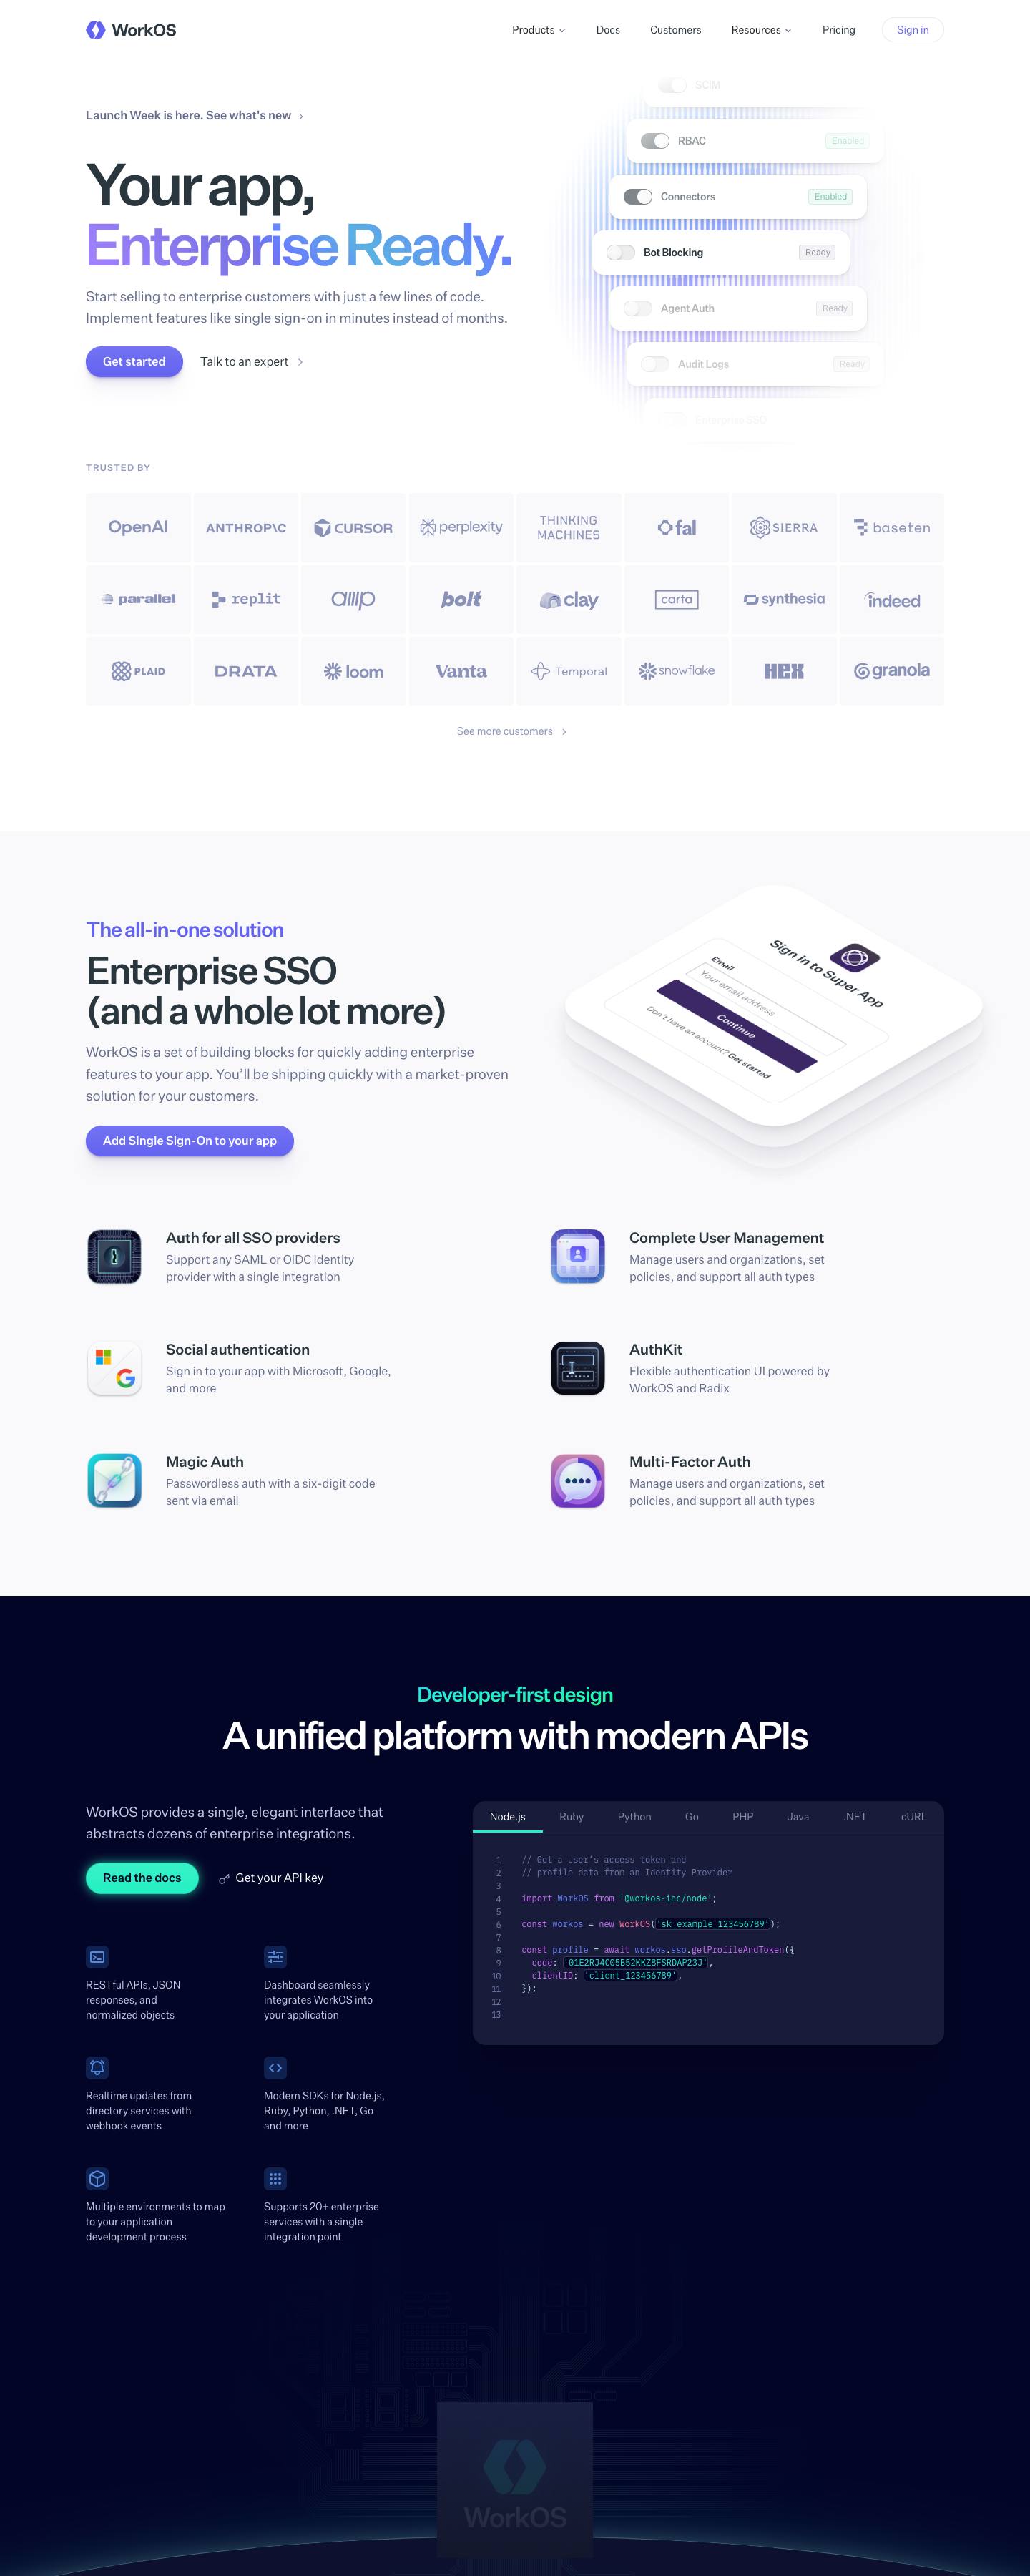 WorkOS
Products
Docs
Customers
Resources
Pricing
Sign in
Launch Week is here. See what's new
Your app,
Enterprise Ready.
Start selling to enterprise customers with just a few lines of code.
Implement features like single sign-on in minutes instead of months.
Get started
Talk to an expert
SCIM
RBAC
Enabled
Connectors
Enabled
Bot Blocking
Ready
Agent Auth
Ready
Audit Logs
Ready
Enterprise SSO
TRUSTED BY
OpenAI
ANTHROP\C
CURSOR
perplexity
THINKING
MACHINES
fal
SIERRA
baseten
parallel
replit
amp
bolt
clay
carta
synthesia
indeed
PLAID
DRATA
loom
Vanta
Temporal
snowflake
HEX
granola
See more customers
The all-in-one solution
Enterprise SSO
(and a whole lot more)
WorkOS is a set of building blocks for quickly adding enterprise
features to your app. You’ll be shipping quickly with a market-proven
solution for your customers.
Add Single Sign-On to your app
Sign in to Super App
Email
Your email address
Continue
Don't have an account? Get started
Auth for all SSO providers
Support any SAML or OIDC identity
provider with a single integration
Complete User Management
Manage users and organizations, set
policies, and support all auth types
Social authentication
Sign in to your app with Microsoft, Google,
and more
AuthKit
Flexible authentication UI powered by
WorkOS and Radix
Magic Auth
Passwordless auth with a six-digit code
sent via email
Multi-Factor Auth
Manage users and organizations, set
policies, and support all auth types
Developer-first design
A unified platform with modern APIs
WorkOS provides a single, elegant interface that
abstracts dozens of enterprise integrations.
Read the docs
Get your API key
RESTful APIs, JSON
responses, and
normalized objects
Dashboard seamlessly
integrates WorkOS into
your application
Realtime updates from
directory services with
webhook events
Modern SDKs for Node.js,
Ruby, Python, .NET, Go
and more
Multiple environments to map
to your application
development process
Supports 20+ enterprise
services with a single
integration point
Node.js
Ruby
Python
Go
PHP
Java
.NET
cURL
1 // Get a user’s access token and
2 // profile data from an Identity Provider
3
4 import WorkOS from '@workos-inc/node';
5
6 const workos = new WorkOS('sk_example_123456789');
7
8 const profile = await workos.sso.getProfileAndToken({
9 code: '01E2RJ4C05B52KKZ8FSRDAP23J',
10 clientID: 'client_123456789',
11 });
12
13
WorkOS